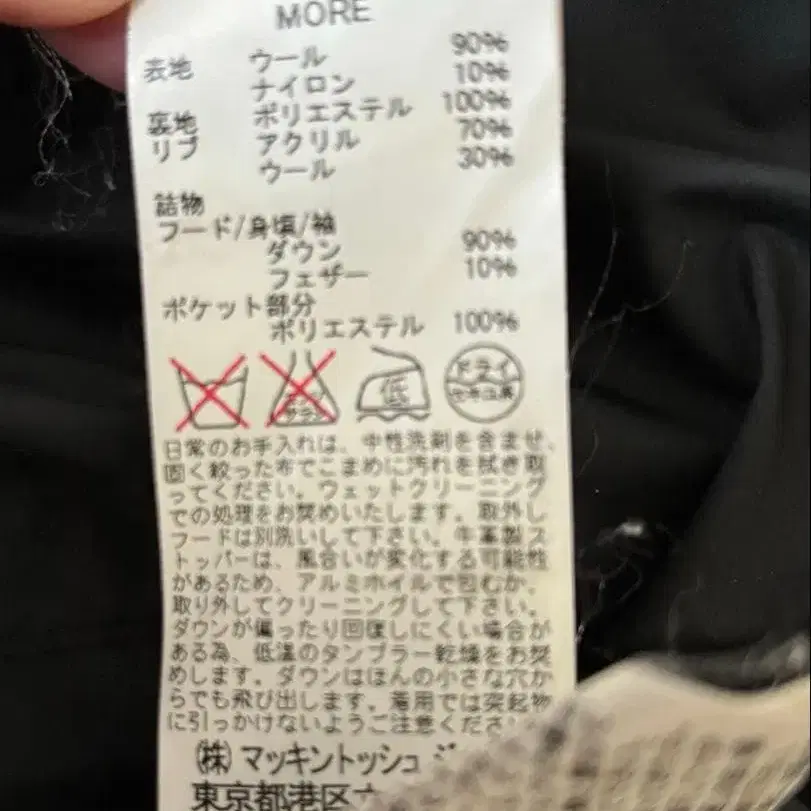 MORE
表地 ウール 90%
ナイロン 10%
裏地 ポリエステル 100%
リブ アクリル 70%
ウール 30%
詰物
フード/身頃/袖
ダウン 90%
フェザー 10%
ポケット部分
ポリエステル 100%
低 ドライ セキユ系
日常のお手入れは、中性洗剤を含ませ、
固く絞った布でこまめに汚れを拭き取
ってください。ウェットクリーニング
での処理をお奨めいたします。取外し
フードは別洗いして下さい。牛革製ス
トッパーは、風合いが変化する可能性
があるため、アルミホイルで包むか、
取り外してクリーニングして下さい。
ダウンが偏ったり回復しにくい場合が
ある為、低温のタンブラー乾燥をお奨
めします。ダウンはほんの小さな穴か
らでも飛び出します。着用では突起物
に引っかけないようご注意くださ
(株)マッキントッシュ
東京都港区